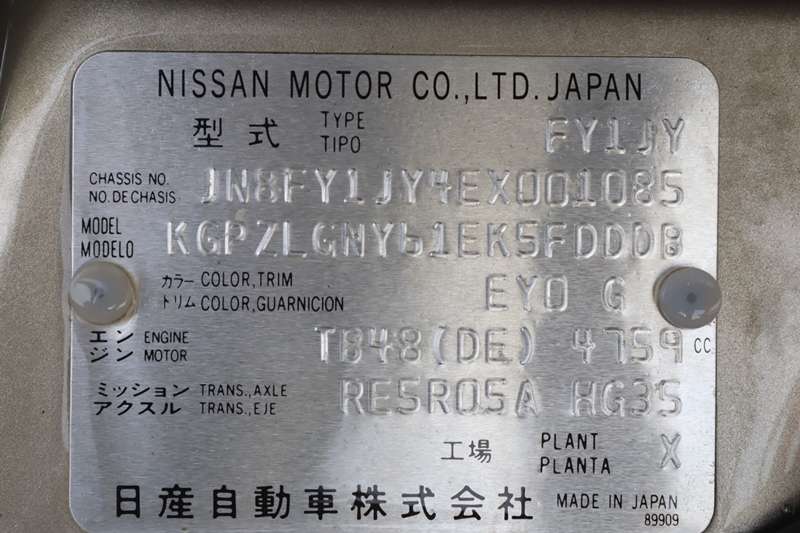 NISSAN MOTOR CO.,LTD. JAPAN
型式 TYPE TIPO FY1JY
CHASSIS NO. NO. DE CHASIS JN8FY1JY4EX001085
MODEL MODELO KGPZLGNY61EK5FDDDB
カラー COLOR,TRIM
トリム COLOR,GUARNICION EY0 G
エンジン ENGINE MOTOR TB48(DE) 4759 CC
ミッション TRANS.,AXLE
アクスル TRANS.,EJE RE5R05A HG35
工場 PLANT PLANTA X
日産自動車株式会社 MADE IN JAPAN
89909